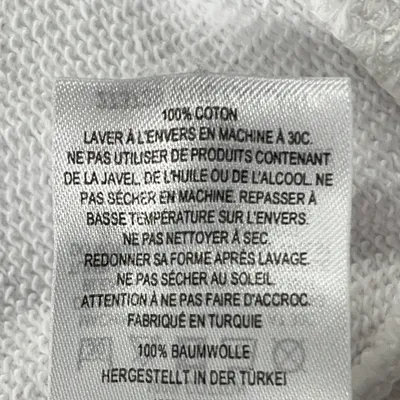 100% COTON
LAVER À L'ENVERS EN MACHINE À 30C.
NE PAS UTILISER DE PRODUITS CONTENANT
DE LA JAVEL, DE L'HUILE OU DE L'ALCOOL. NE
PAS SÉCHER EN MACHINE. REPASSER À
BASSE TEMPÉRATURE SUR L'ENVERS.
NE PAS NETTOYER À SEC.
REDONNER SA FORME APRÈS LAVAGE.
NE PAS SÉCHER AU SOLEIL.
ATTENTION À NE PAS FAIRE D'ACCROC.
FABRIQUÉ EN TURQUIE
100% BAUMWOLLE
HERGESTELLT IN DER TÜRKEI